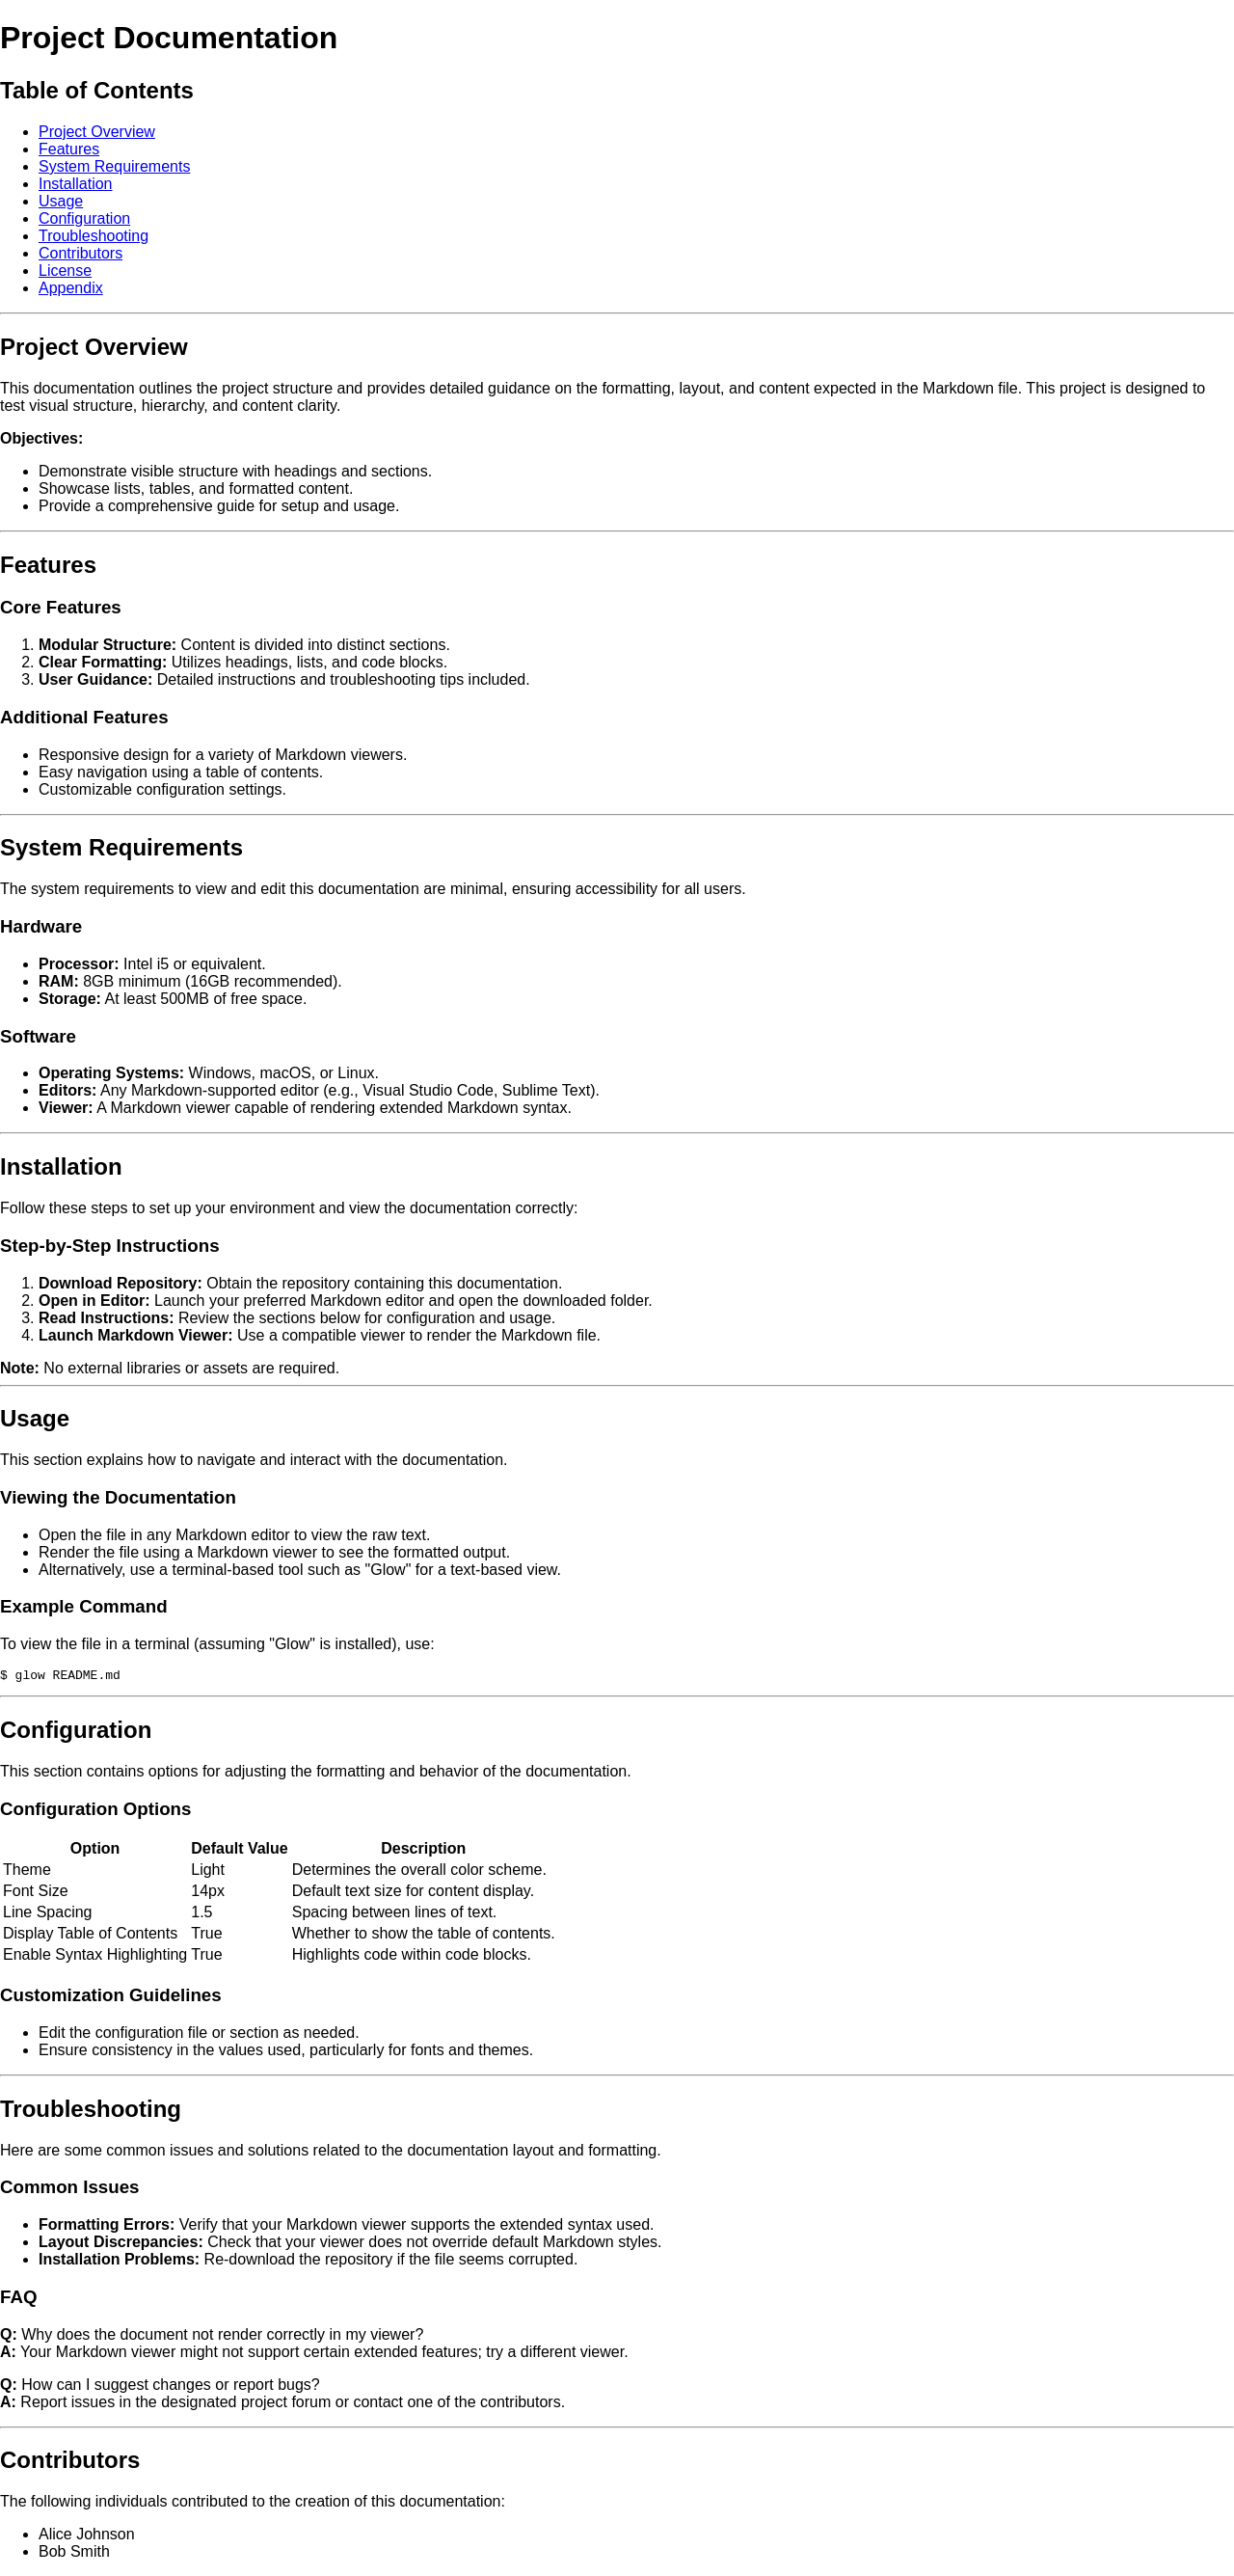 Project Documentation
Table of Contents
Project Overview
Features
System Requirements
Installation
Usage
Configuration
Troubleshooting
Contributors
License
Appendix
Project Overview
This documentation outlines the project structure and provides detailed guidance on the formatting, layout, and content expected in the Markdown file. This project is designed to
test visual structure, hierarchy, and content clarity.
Objectives:
Demonstrate visible structure with headings and sections.
Showcase lists, tables, and formatted content.
Provide a comprehensive guide for setup and usage.
Features
Core Features
1. Modular Structure: Content is divided into distinct sections.
2. Clear Formatting: Utilizes headings, lists, and code blocks.
3. User Guidance: Detailed instructions and troubleshooting tips included.
Additional Features
Responsive design for a variety of Markdown viewers.
Easy navigation using a table of contents.
Customizable configuration settings.
System Requirements
The system requirements to view and edit this documentation are minimal, ensuring accessibility for all users.
Hardware
Processor: Intel i5 or equivalent.
RAM: 8GB minimum (16GB recommended).
Storage: At least 500MB of free space.
Software
Operating Systems: Windows, macOS, or Linux.
Editors: Any Markdown-supported editor (e.g., Visual Studio Code, Sublime Text).
Viewer: A Markdown viewer capable of rendering extended Markdown syntax.
Installation
Follow these steps to set up your environment and view the documentation correctly:
Step-by-Step Instructions
1. Download Repository: Obtain the repository containing this documentation.
2. Open in Editor: Launch your preferred Markdown editor and open the downloaded folder.
3. Read Instructions: Review the sections below for configuration and usage.
4. Launch Markdown Viewer: Use a compatible viewer to render the Markdown file.
Note: No external libraries or assets are required.
Usage
This section explains how to navigate and interact with the documentation.
Viewing the Documentation
Open the file in any Markdown editor to view the raw text.
Render the file using a Markdown viewer to see the formatted output.
Alternatively, use a terminal-based tool such as "Glow" for a text-based view.
Example Command
To view the file in a terminal (assuming "Glow" is installed), use:
$ glow README.md
Configuration
This section contains options for adjusting the formatting and behavior of the documentation.
Configuration Options
Option Default Value Description
Theme Light Determines the overall color scheme.
Font Size 14px Default text size for content display.
Line Spacing 1.5 Spacing between lines of text.
Display Table of Contents True Whether to show the table of contents.
Enable Syntax Highlighting True Highlights code within code blocks.
Customization Guidelines
Edit the configuration file or section as needed.
Ensure consistency in the values used, particularly for fonts and themes.
Troubleshooting
Here are some common issues and solutions related to the documentation layout and formatting.
Common Issues
Formatting Errors: Verify that your Markdown viewer supports the extended syntax used.
Layout Discrepancies: Check that your viewer does not override default Markdown styles.
Installation Problems: Re-download the repository if the file seems corrupted.
FAQ
Q: Why does the document not render correctly in my viewer?
A: Your Markdown viewer might not support certain extended features; try a different viewer.
Q: How can I suggest changes or report bugs?
A: Report issues in the designated project forum or contact one of the contributors.
Contributors
The following individuals contributed to the creation of this documentation:
Alice Johnson
Bob Smith